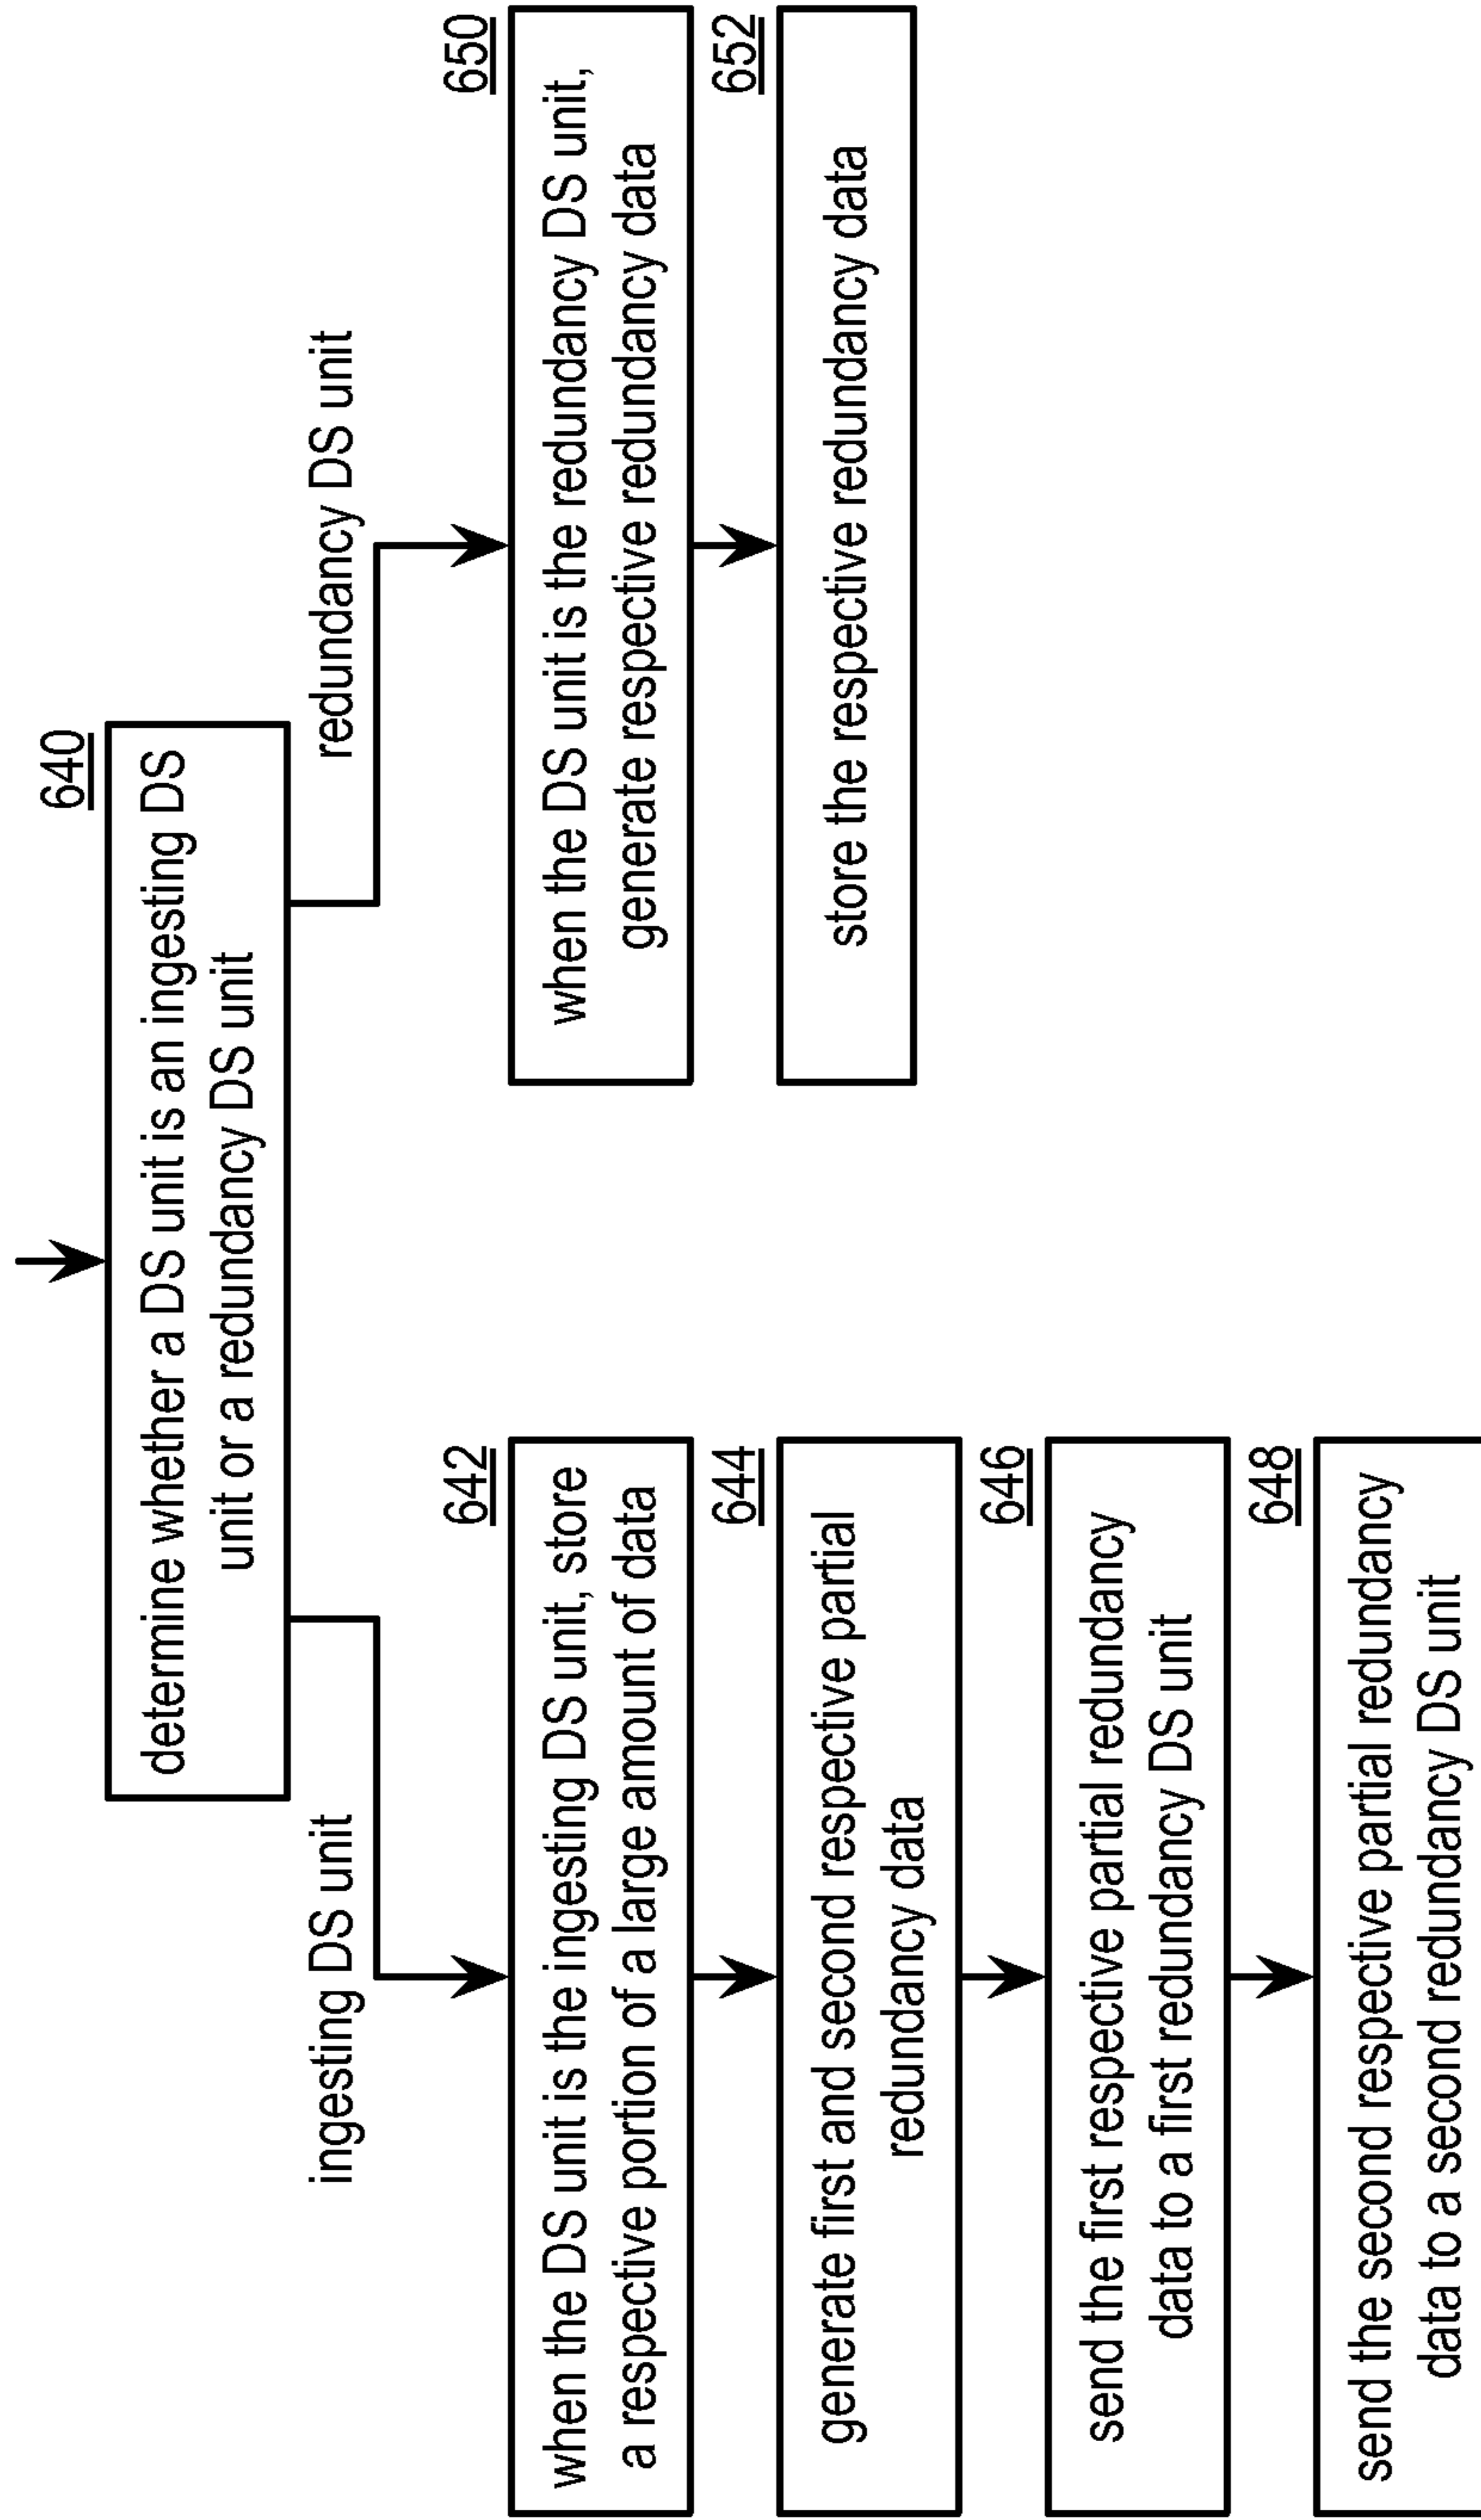 640
determine whether a DS unit is an ingesting DS
unit or a redundancy DS unit
ingesting DS unit
redundancy DS unit
642
when the DS unit is the ingesting DS unit, store
a respective portion of a large amount of data
644
generate first and second respective partial
redundancy data
646
send the first respective partial redundancy
data to a first redundancy DS unit
648
send the second respective partial redundancy
data to a second redundancy DS unit
650
when the DS unit is the redundancy DS unit,
generate respective redundancy data
652
store the respective redundancy data